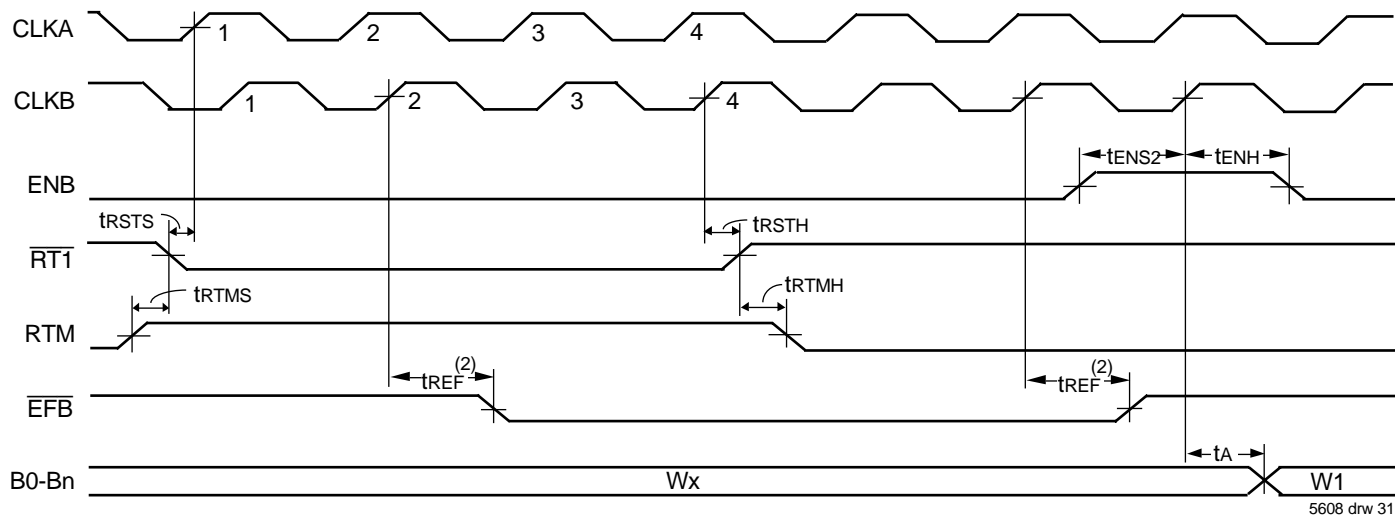 CLKA 1 2 3 4
CLKB 1 2 3 4
tENS2 tENH
ENB
tRSTS tRSTH
RT1
tRTMS tRTMH
RTM
tREF(2) tREF(2)
EFB
tA
B0-Bn Wx W1
5608 drw 31